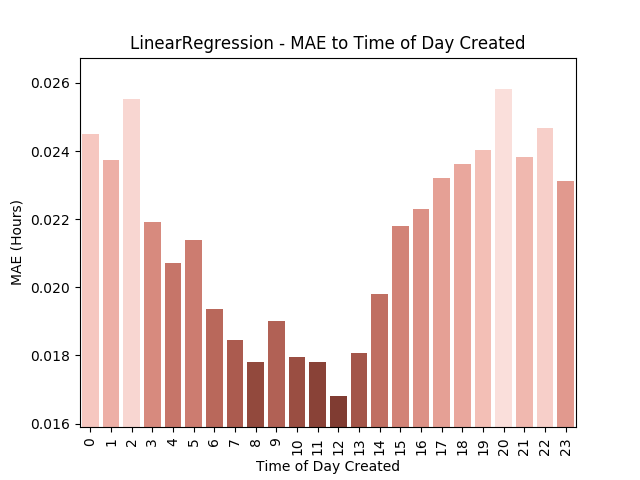 LinearRegression - MAE to Time of Day Created
0.026
0.024
0.022
0.020
0.018
0.016
MAE (Hours)
0 1 2 3 4 5 6 7 8 9 10 11 12 13 14 15 16 17 18 19 20 21 22 23
Time of Day Created